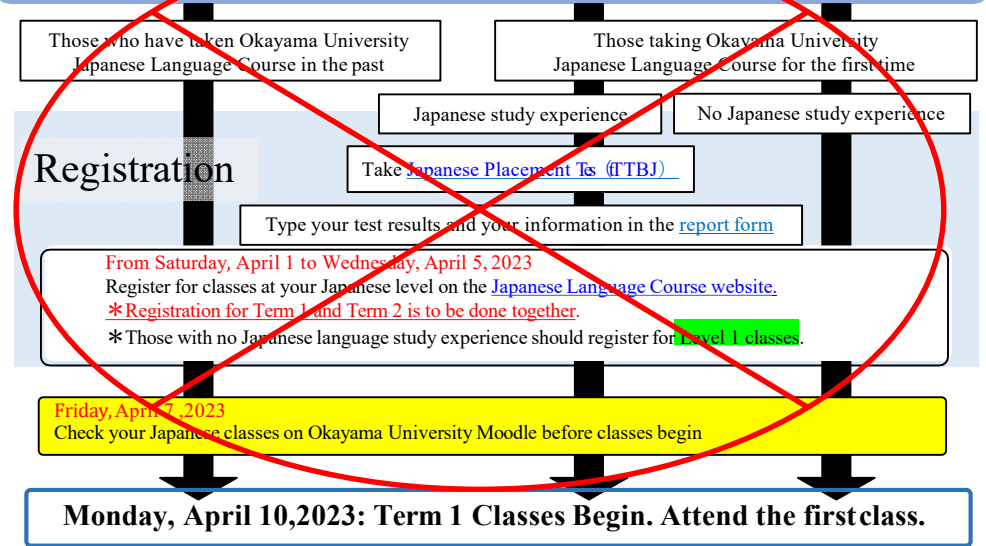 Those who have taken Okayama University
Japanese Language Course in the past
Those taking Okayama University
Japanese Language Course for the first time
Japanese study experience
No Japanese study experience
Registration
Take Japanese Placement Tes (TTBJ)
Type your test results and your information in the report form
From Saturday, April 1 to Wednesday, April 5, 2023
Register for classes at your Japanese level on the Japanese Language Course website.
＊Registration for Term 1 and Term 2 is to be done together.
＊Those with no Japanese language study experience should register for Level 1 classes.
Friday, April 7 ,2023
Check your Japanese classes on Okayama University Moodle before classes begin
Monday, April 10,2023: Term 1 Classes Begin. Attend the first class.